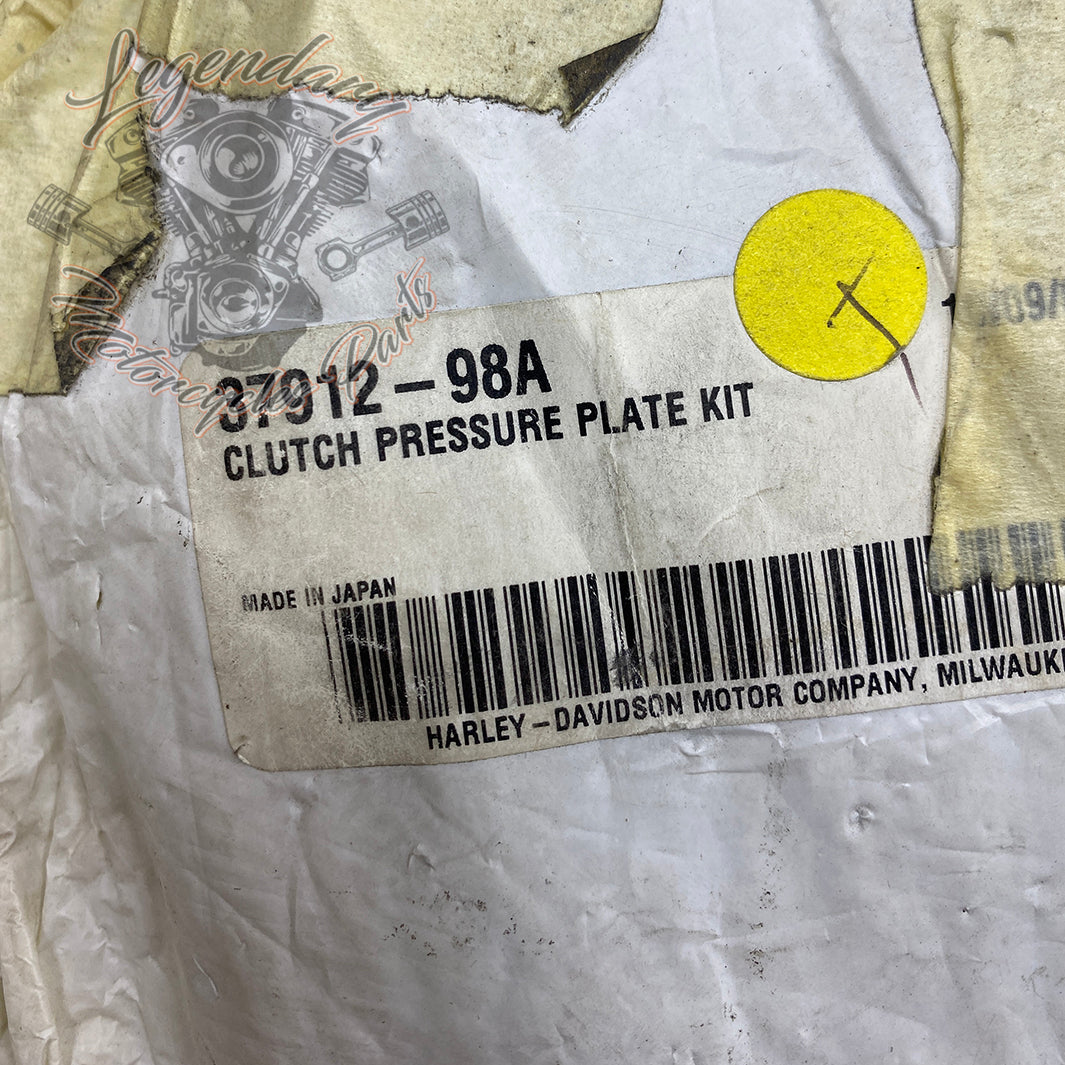 Legendary
Motorcycle Parts
37912-98A
CLUTCH PRESSURE PLATE KIT
MADE IN JAPAN
HARLEY-DAVIDSON MOTOR COMPANY, MILWAUK